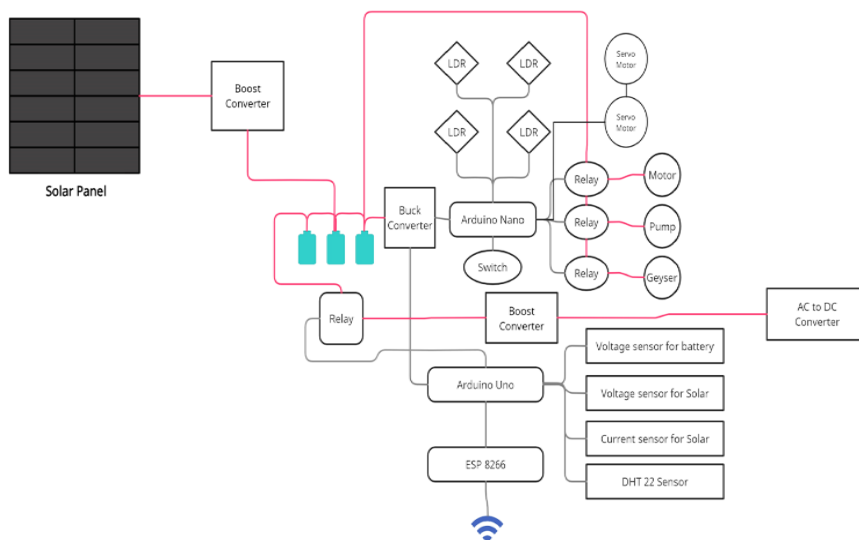 Solar Panel
Boost
Converter
LDR
LDR
LDR
LDR
Servo
Motor
Servo
Motor
Buck
Converter
Arduino Nano
Switch
Relay
Motor
Relay
Pump
Relay
Geyser
Relay
Boost
Converter
AC to DC
Converter
Arduino Uno
Voltage sensor for battery
Voltage sensor for Solar
Current sensor for Solar
DHT 22 Sensor
ESP 8266